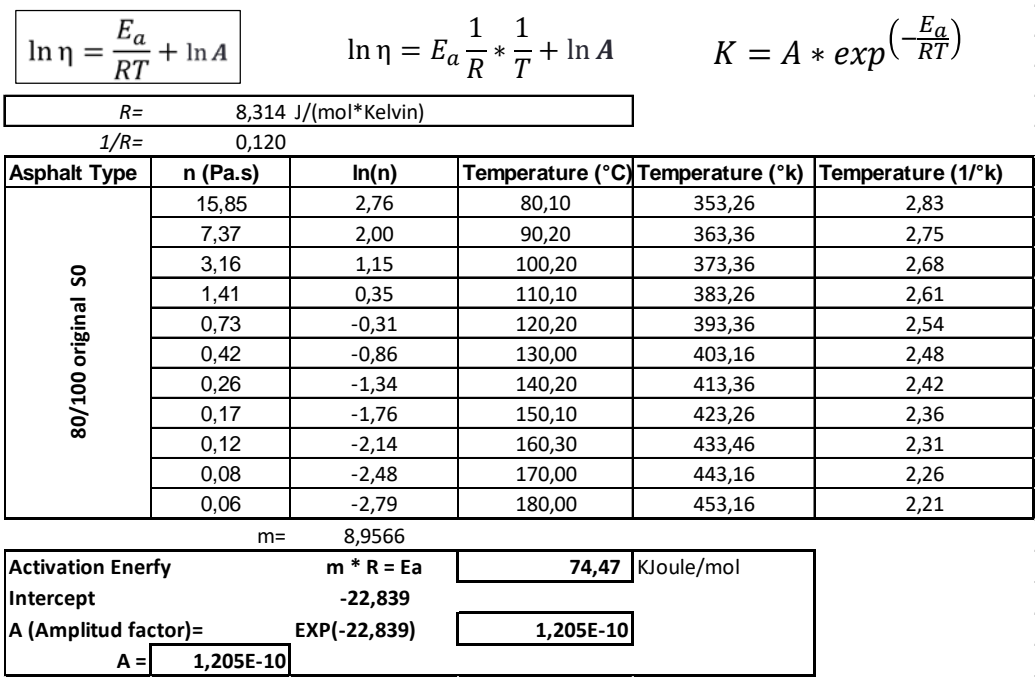 ln η = E_a/RT + ln A    ln η = E_a 1/R * 1/T + ln A    K = A * exp^(−E_a/RT)
R= 8,314 J/(mol*Kelvin)
1/R= 0,120
Asphalt Type n (Pa.s) ln(n) Temperature (°C) Temperature (°k) Temperature (1/°k)
80/100 original S0
15,85 2,76 80,10 353,26 2,83
7,37 2,00 90,20 363,36 2,75
3,16 1,15 100,20 373,36 2,68
1,41 0,35 110,10 383,26 2,61
0,73 -0,31 120,20 393,36 2,54
0,42 -0,86 130,00 403,16 2,48
0,26 -1,34 140,20 413,36 2,42
0,17 -1,76 150,10 423,26 2,36
0,12 -2,14 160,30 433,46 2,31
0,08 -2,48 170,00 443,16 2,26
0,06 -2,79 180,00 453,16 2,21
m= 8,9566
Activation Enerfy m * R = Ea 74,47 KJoule/mol
Intercept -22,839
A (Amplitud factor)= EXP(-22,839) 1,205E-10
A = 1,205E-10